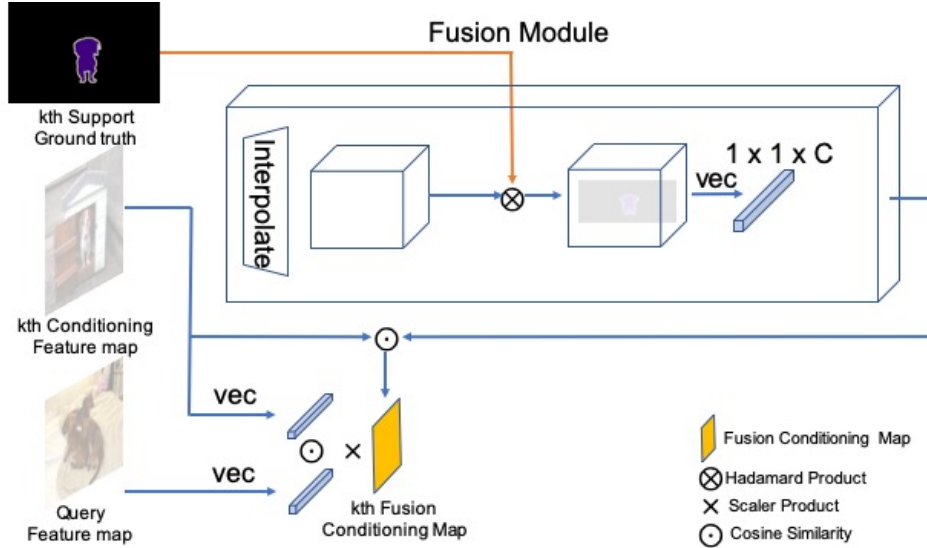 Fusion Module
kth Support
Ground truth
Interpolate
1 x 1 x C
vec
kth Conditioning
Feature map
vec
vec
Query
Feature map
kth Fusion
Conditioning Map
Fusion Conditioning Map
Hadamard Product
Scaler Product
Cosine Similarity